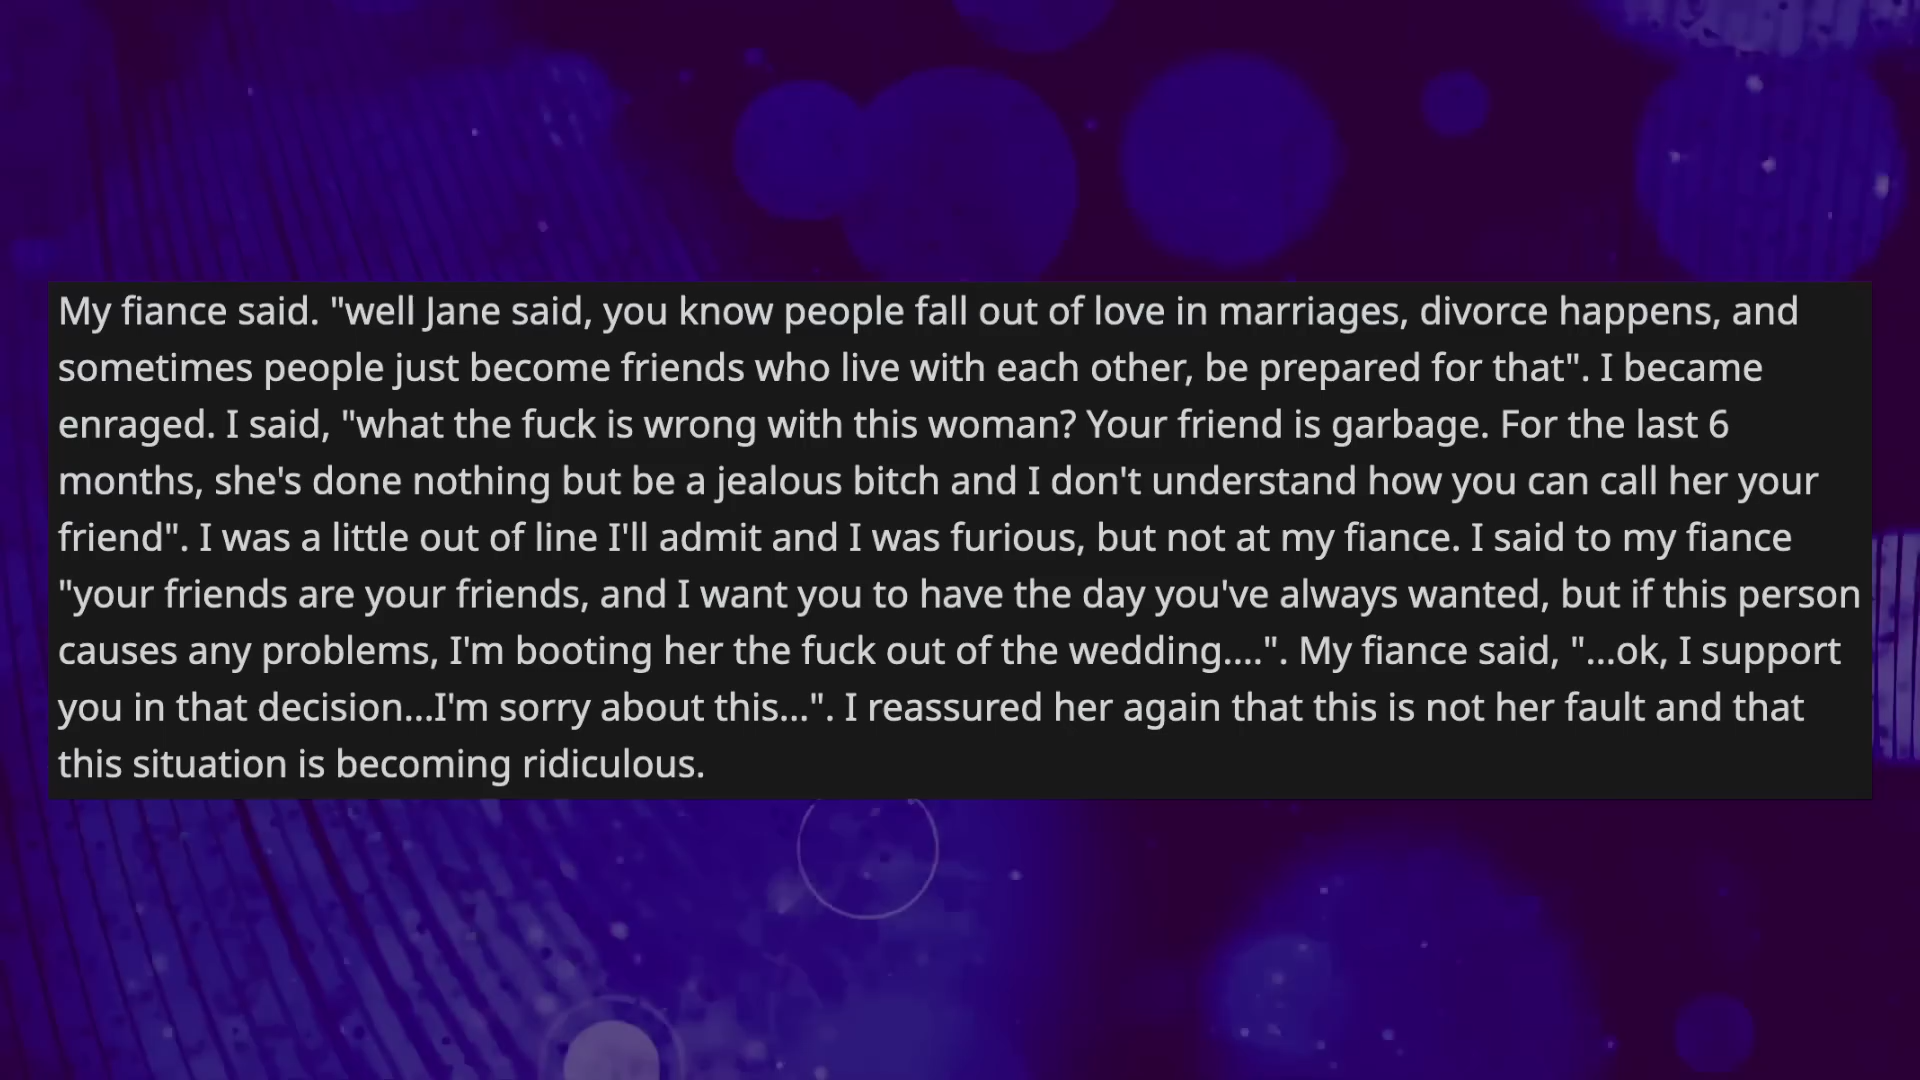 My fiance said. "well Jane said, you know people fall out of love in marriages, divorce happens, and
sometimes people just become friends who live with each other, be prepared for that". I became
enraged. I said, "what the fuck is wrong with this woman? Your friend is garbage. For the last 6
months, she's done nothing but be a jealous bitch and I don't understand how you can call her your
friend". I was a little out of line I'll admit and I was furious, but not at my fiance. I said to my fiance
"your friends are your friends, and I want you to have the day you've always wanted, but if this person
causes any problems, I'm booting her the fuck out of the wedding....". My fiance said, "...ok, I support
you in that decision...I'm sorry about this...". I reassured her again that this is not her fault and that
this situation is becoming ridiculous.